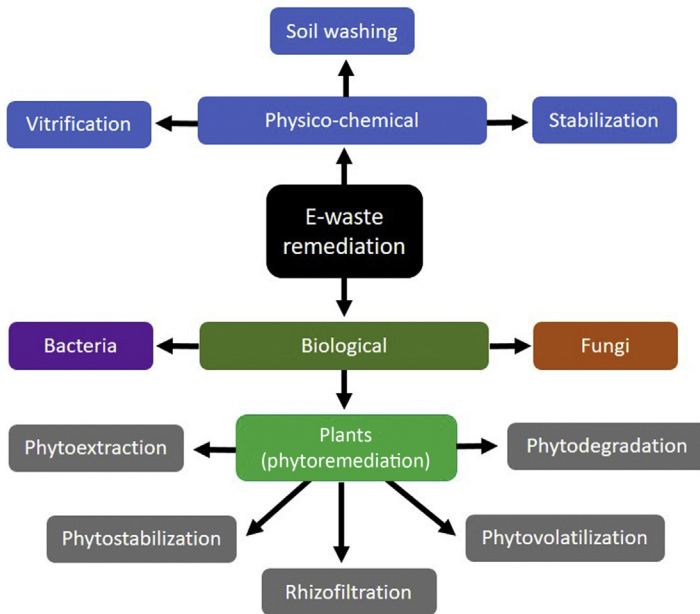 Soil washing
Vitrification
Physico-chemical
Stabilization
E-waste
remediation
Bacteria
Biological
Fungi
Phytoextraction
Plants
(phytoremediation)
Phytodegradation
Phytostabilization
Phytovolatilization
Rhizofiltration